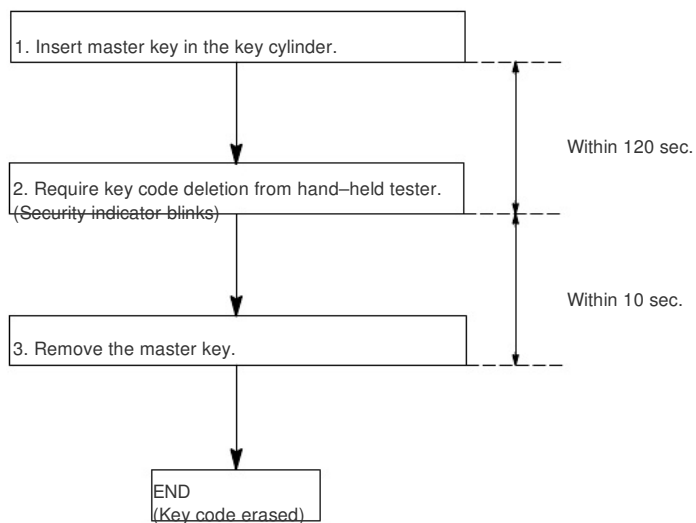 1. Insert master key in the key cylinder.
Within 120 sec.
2. Require key code deletion from hand–held tester.
(Security indicator blinks)
Within 10 sec.
3. Remove the master key.
END
(Key code erased)